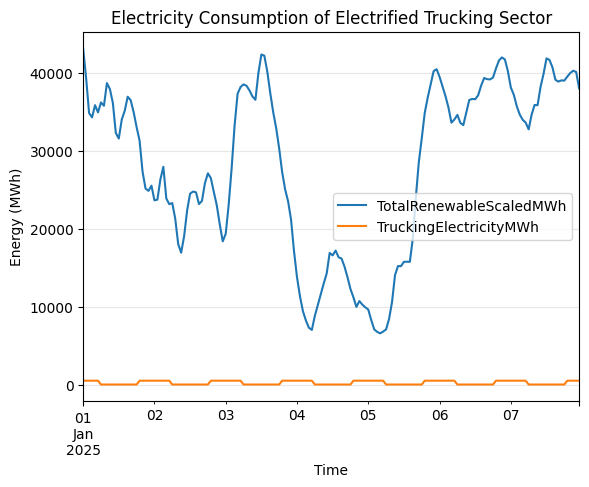 Electricity Consumption of Electrified Trucking Sector
Energy (MWh)
40000
30000
20000
10000
0
TotalRenewableScaledMWh
TruckingElectricityMWh
01 02 03 04 05 06 07
Jan
2025
Time